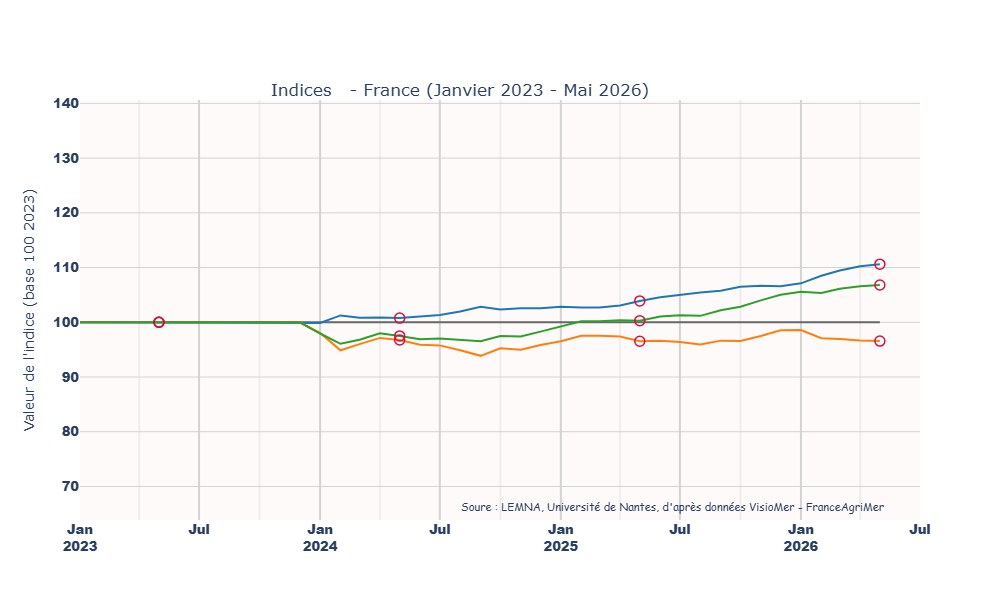 Indices - France (Janvier 2023 - Mai 2026)
Valeur de l'indice (base 100 2023)
140
130
120
110
100
90
80
70
Soure : LEMNA, Université de Nantes, d'après données VisioMer - FranceAgriMer
Jan Jul Jan Jul Jan Jul Jan Jul
2023 2024 2025 2026